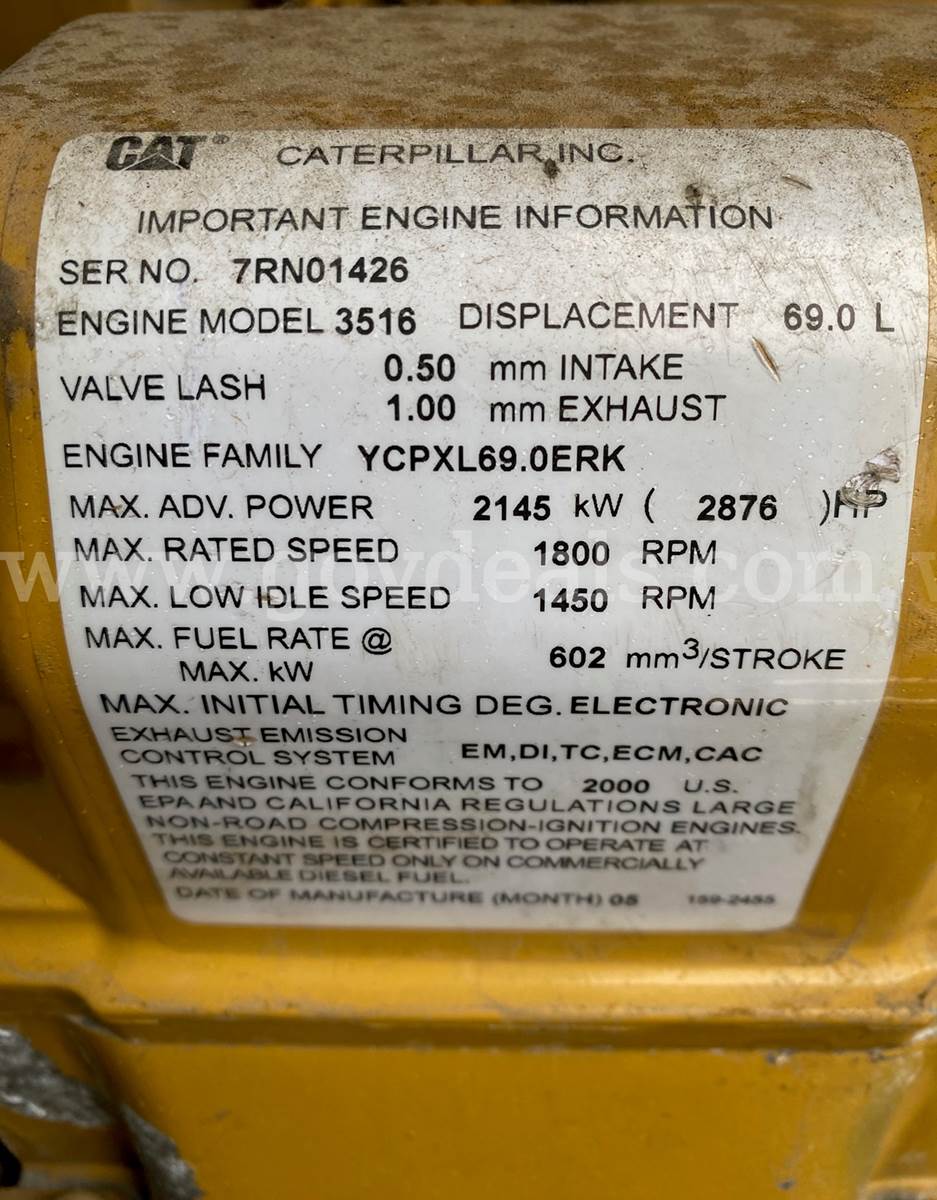 CAT® CATERPILLAR, INC.
IMPORTANT ENGINE INFORMATION
SER NO. 7RN01426
ENGINE MODEL 3516 DISPLACEMENT 69.0 L
VALVE LASH 0.50 mm INTAKE
1.00 mm EXHAUST
ENGINE FAMILY YCPXL69.0ERK
MAX. ADV. POWER 2145 kW ( 2876 )HP
MAX. RATED SPEED 1800 RPM
www.govdeals.com
MAX. LOW IDLE SPEED 1450 RPM
MAX. FUEL RATE @
MAX. kW 602 mm³/STROKE
MAX. INITIAL TIMING DEG. ELECTRONIC
EXHAUST EMISSION
CONTROL SYSTEM EM,DI,TC,ECM,CAC
THIS ENGINE CONFORMS TO 2000 U.S.
EPA AND CALIFORNIA REGULATIONS LARGE
NON-ROAD COMPRESSION-IGNITION ENGINES.
THIS ENGINE IS CERTIFIED TO OPERATE AT
CONSTANT SPEED ONLY ON COMMERCIALLY
AVAILABLE DIESEL FUEL.
DATE OF MANUFACTURE (MONTH) 05 159-2455